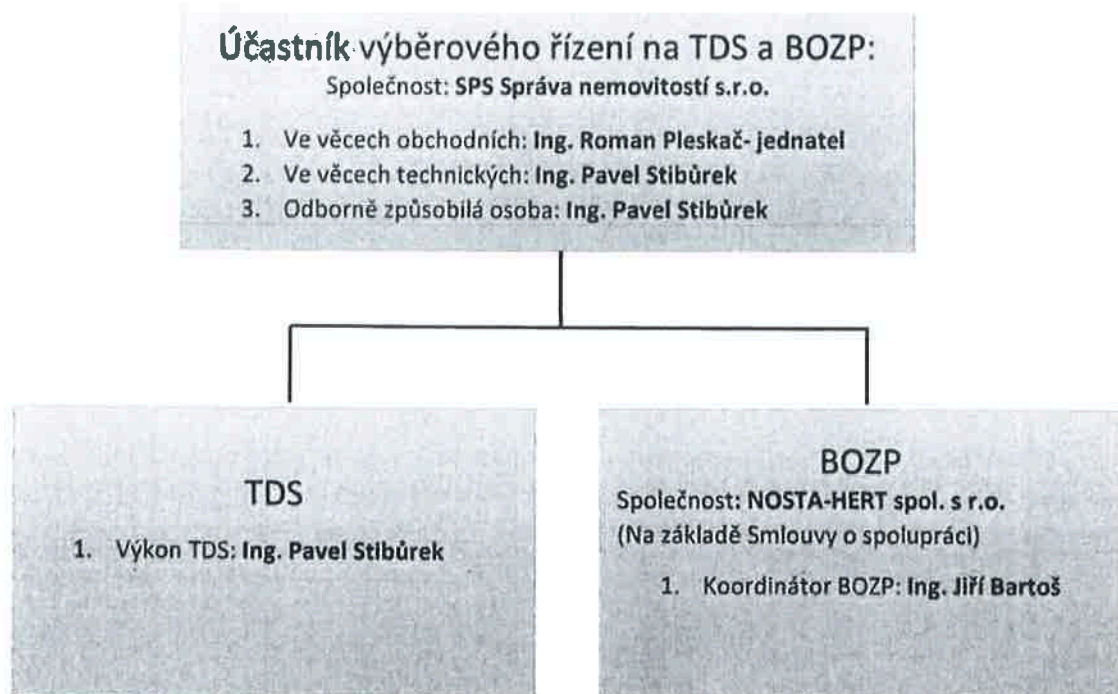 Účastník výběrového řízení na TDS a BOZP:
Společnost: SPS Správa nemovitostí s.r.o.
1. Ve věcech obchodních: Ing. Roman Pleskač- jednatel
2. Ve věcech technických: Ing. Pavel Stibůrek
3. Odborně způsobilá osoba: Ing. Pavel Stibůrek
TDS
1. Výkon TDS: Ing. Pavel Stibůrek
BOZP
Společnost: NOSTA-HERT spol. s r.o.
(Na základě Smlouvy o spolupráci)
1. Koordinátor BOZP: Ing. Jiří Bartoš